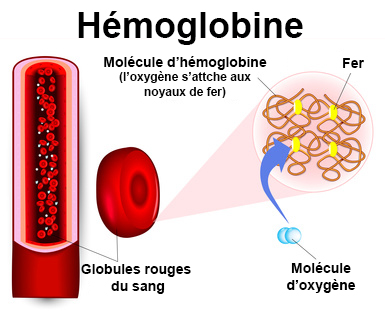 Hémoglobine
Molécule d'hémoglobine
(l'oxygène s'attche aux
noyaux de fer)
Fer
Globules rouges
du sang
Molécule
d'oxygène